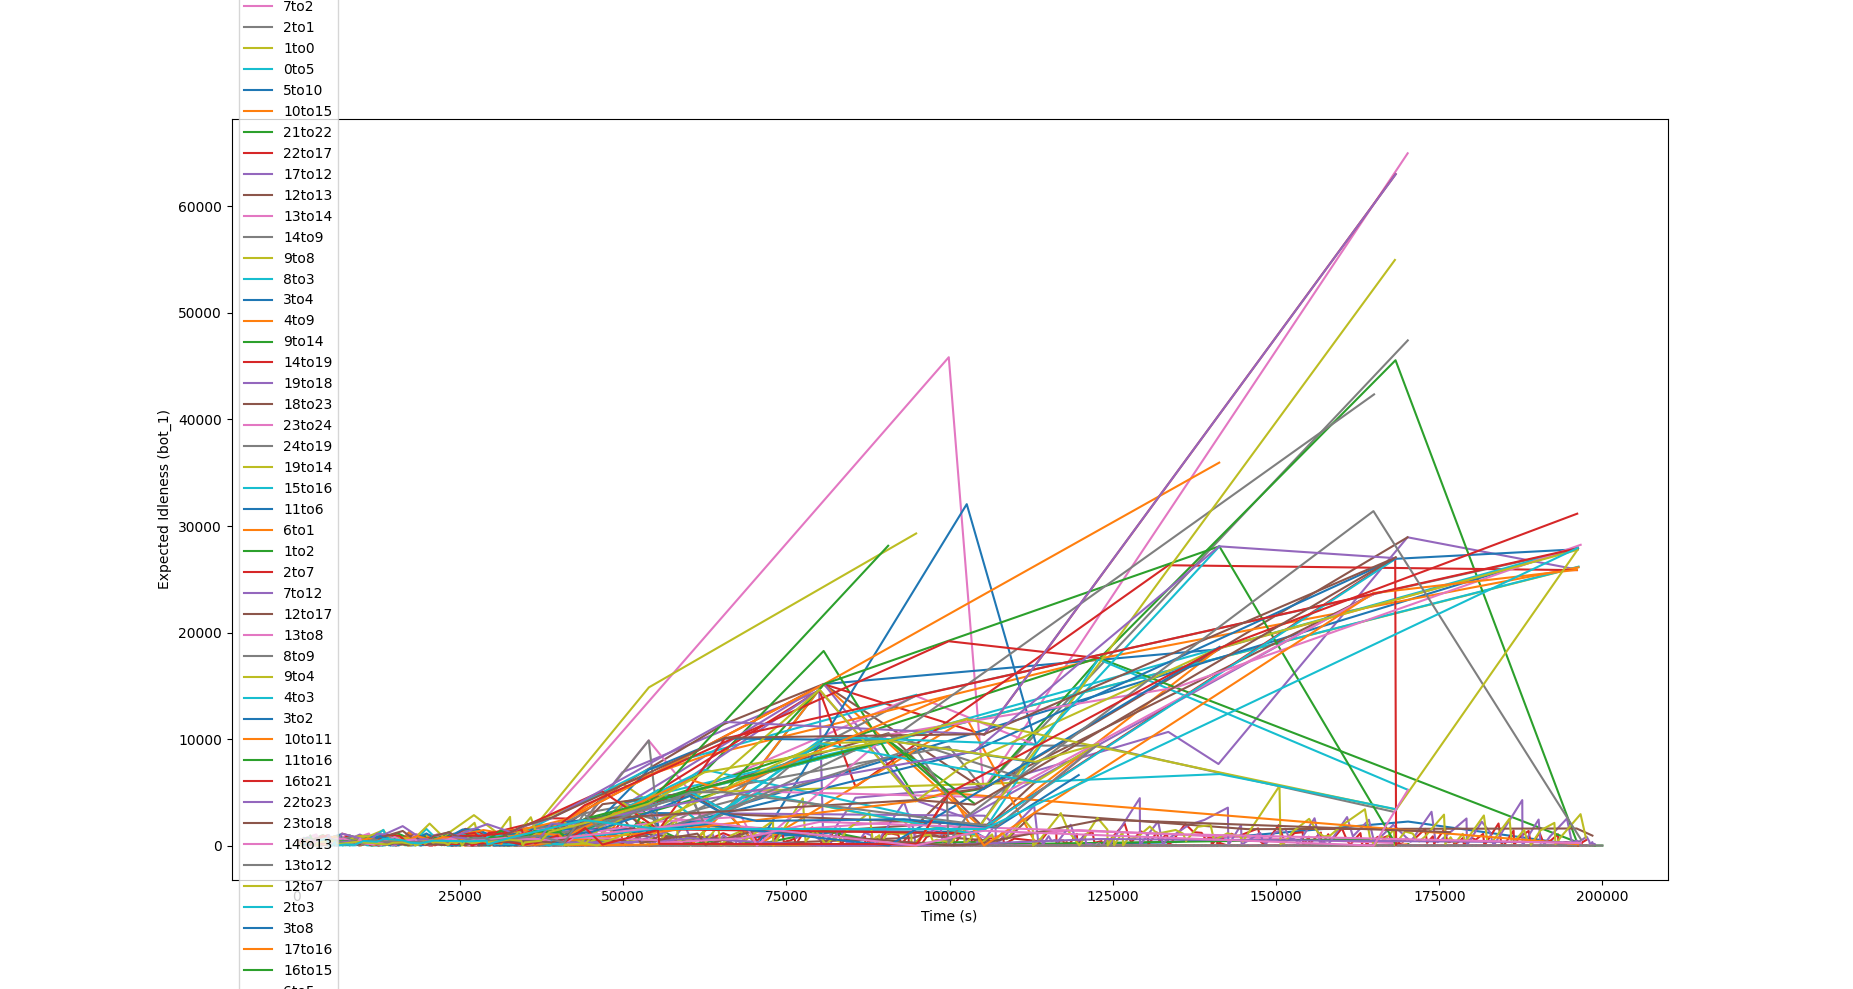 7to2
2to1
1to0
0to5
5to10
10to15
21to22
22to17
17to12
12to13
13to14
14to9
9to8
8to3
3to4
4to9
9to14
14to19
19to18
18to23
23to24
24to19
19to14
15to16
11to6
6to1
1to2
2to7
7to12
12to17
13to8
8to9
9to4
4to3
3to2
10to11
11to16
16to21
22to23
23to18
14to13
13to12
12to7
2to3
3to8
17to16
16to15
60000
50000
40000
30000
20000
10000
0
Expected Idleness (bot_1)
0
25000
50000
75000
100000
125000
150000
175000
200000
Time (s)